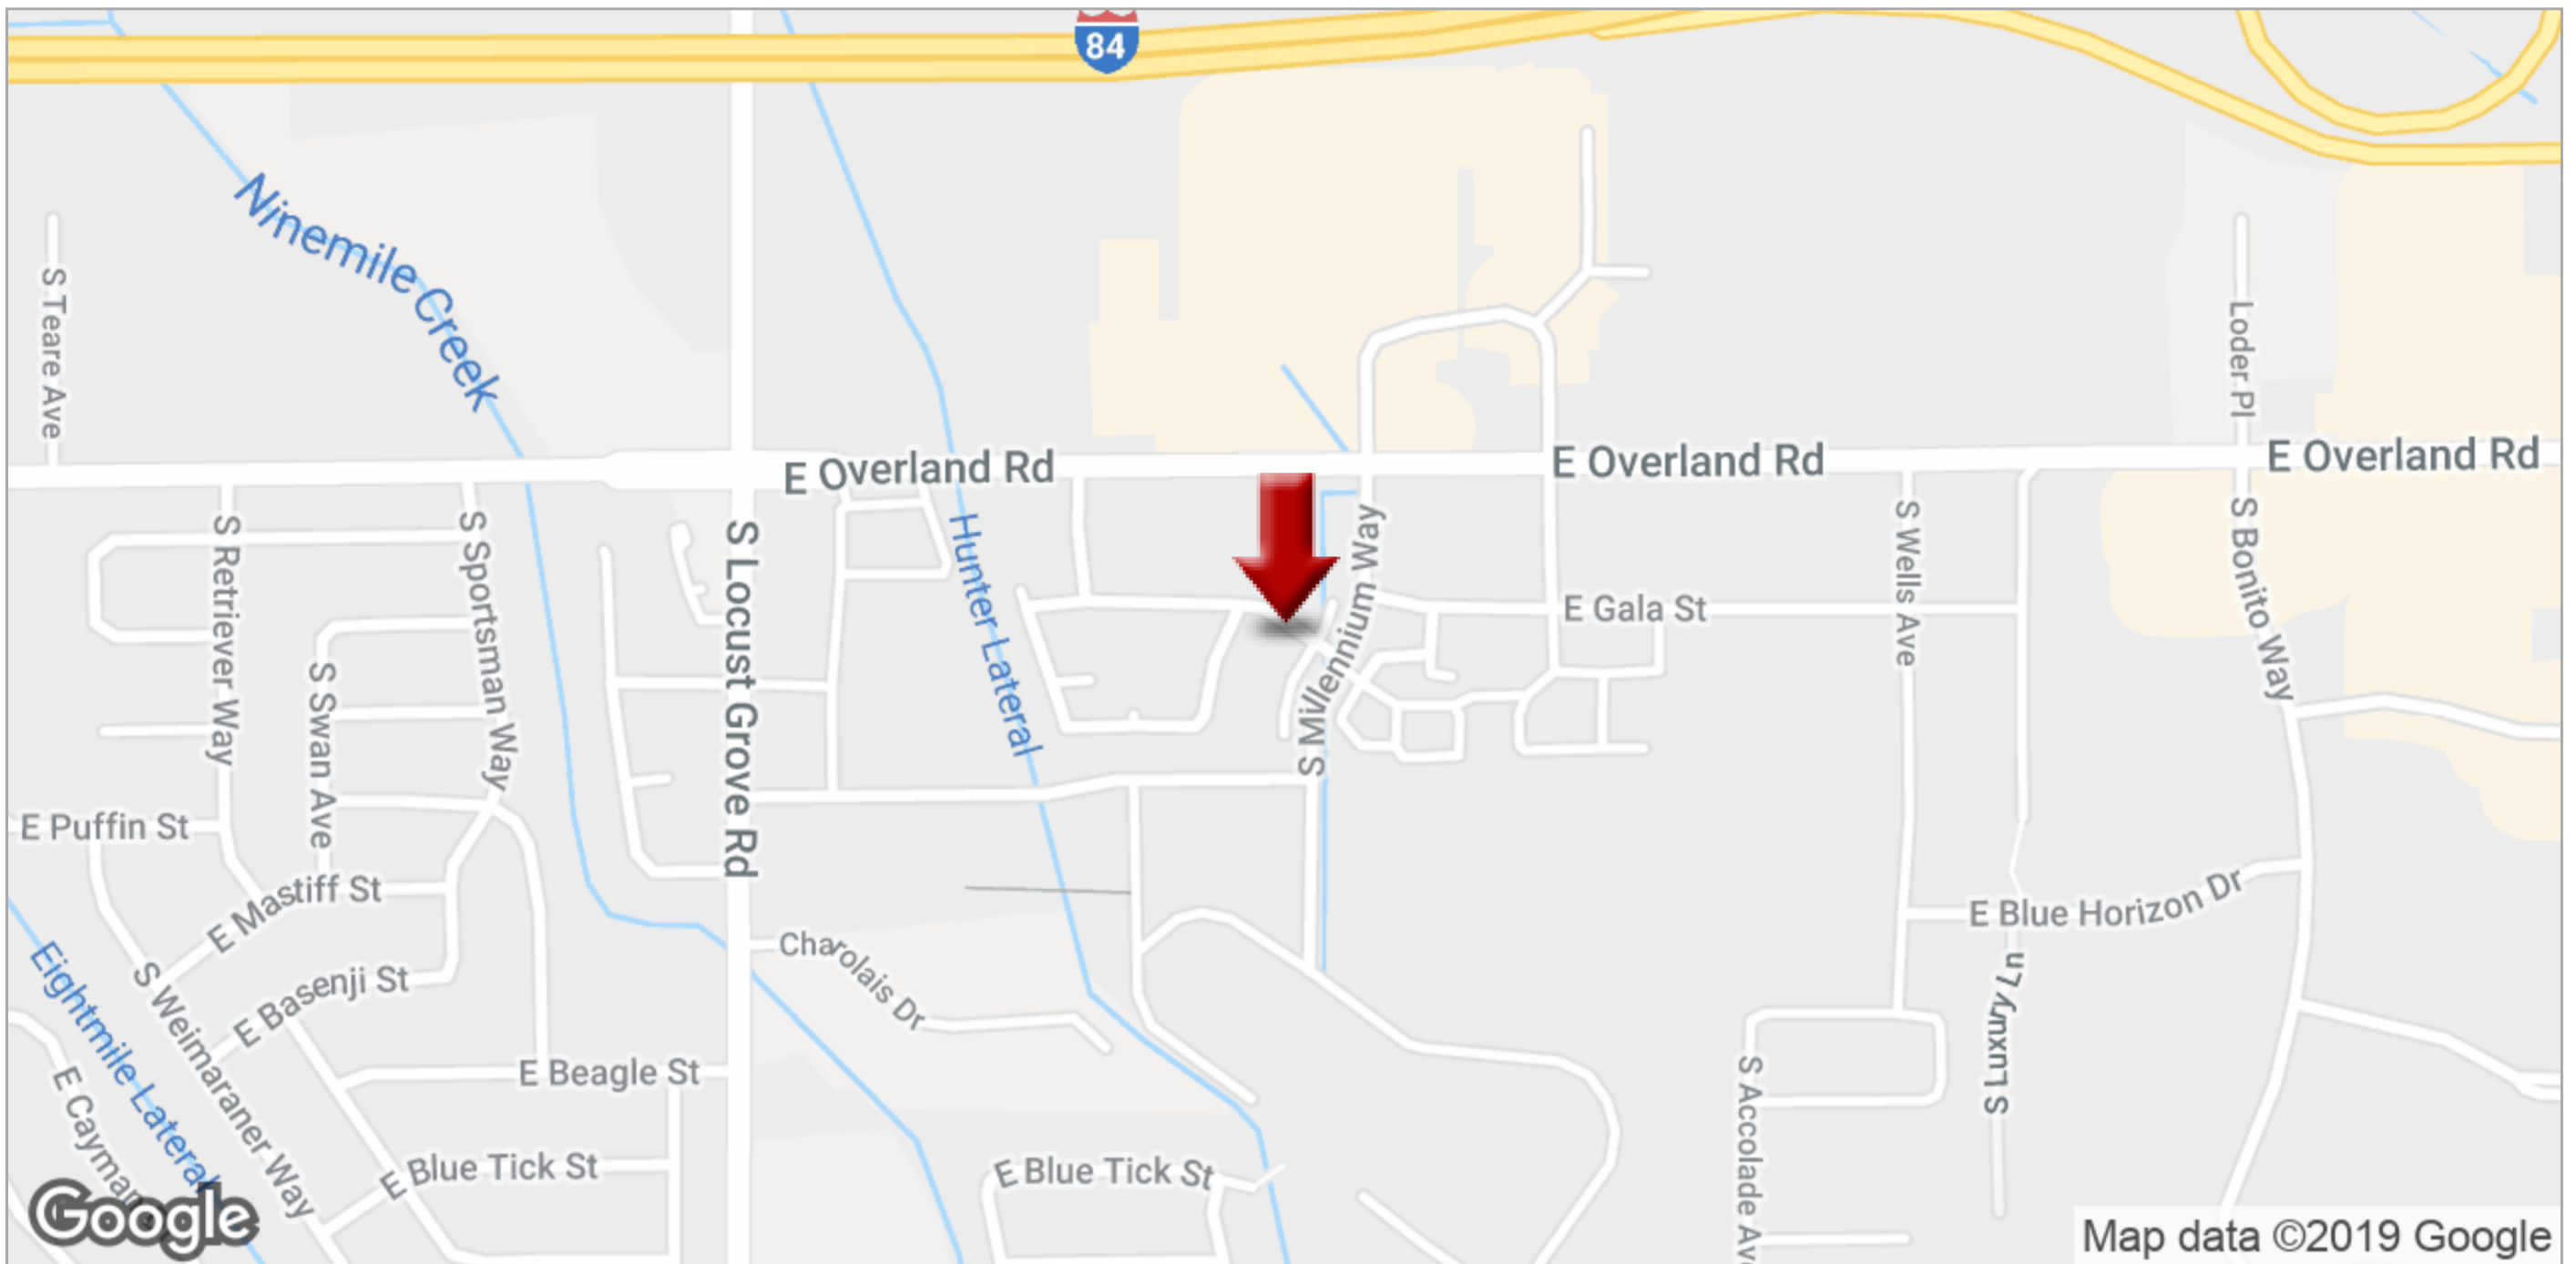 84
Ninemile Creek
S Teare Ave
Loder Pl
E Overland Rd
E Overland Rd
E Overland Rd
S Retriever Way
S Sportsman Way
S Locust Grove Rd
Hunter Lateral
S Millennium Way
S Wells Ave
S Bonito Way
E Gala St
S Swan Ave
E Puffin St
E Mastiff St
E Blue Horizon Dr
Charolais Dr
Eightmile Lateral
S Weimaraner Way
E Basenji St
S Luxury Ln
E Beagle St
E Cayman
S Accolade Av
E Blue Tick St
E Blue Tick St
Google
Map data ©2019 Google